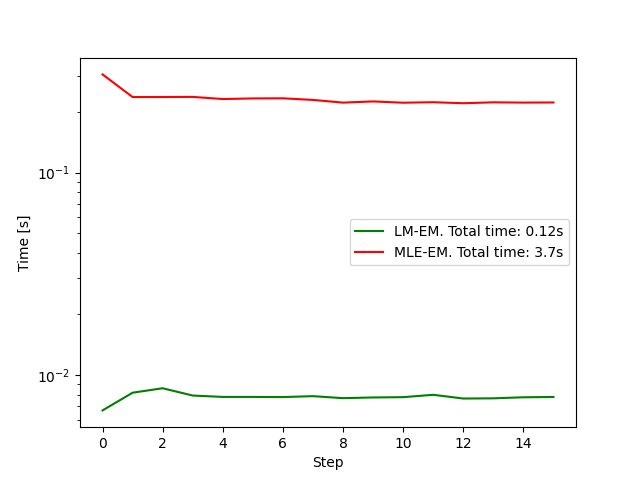 10⁻¹
10⁻²
Time [s]
LM-EM. Total time: 0.12s
MLE-EM. Total time: 3.7s
0 2 4 6 8 10 12 14
Step